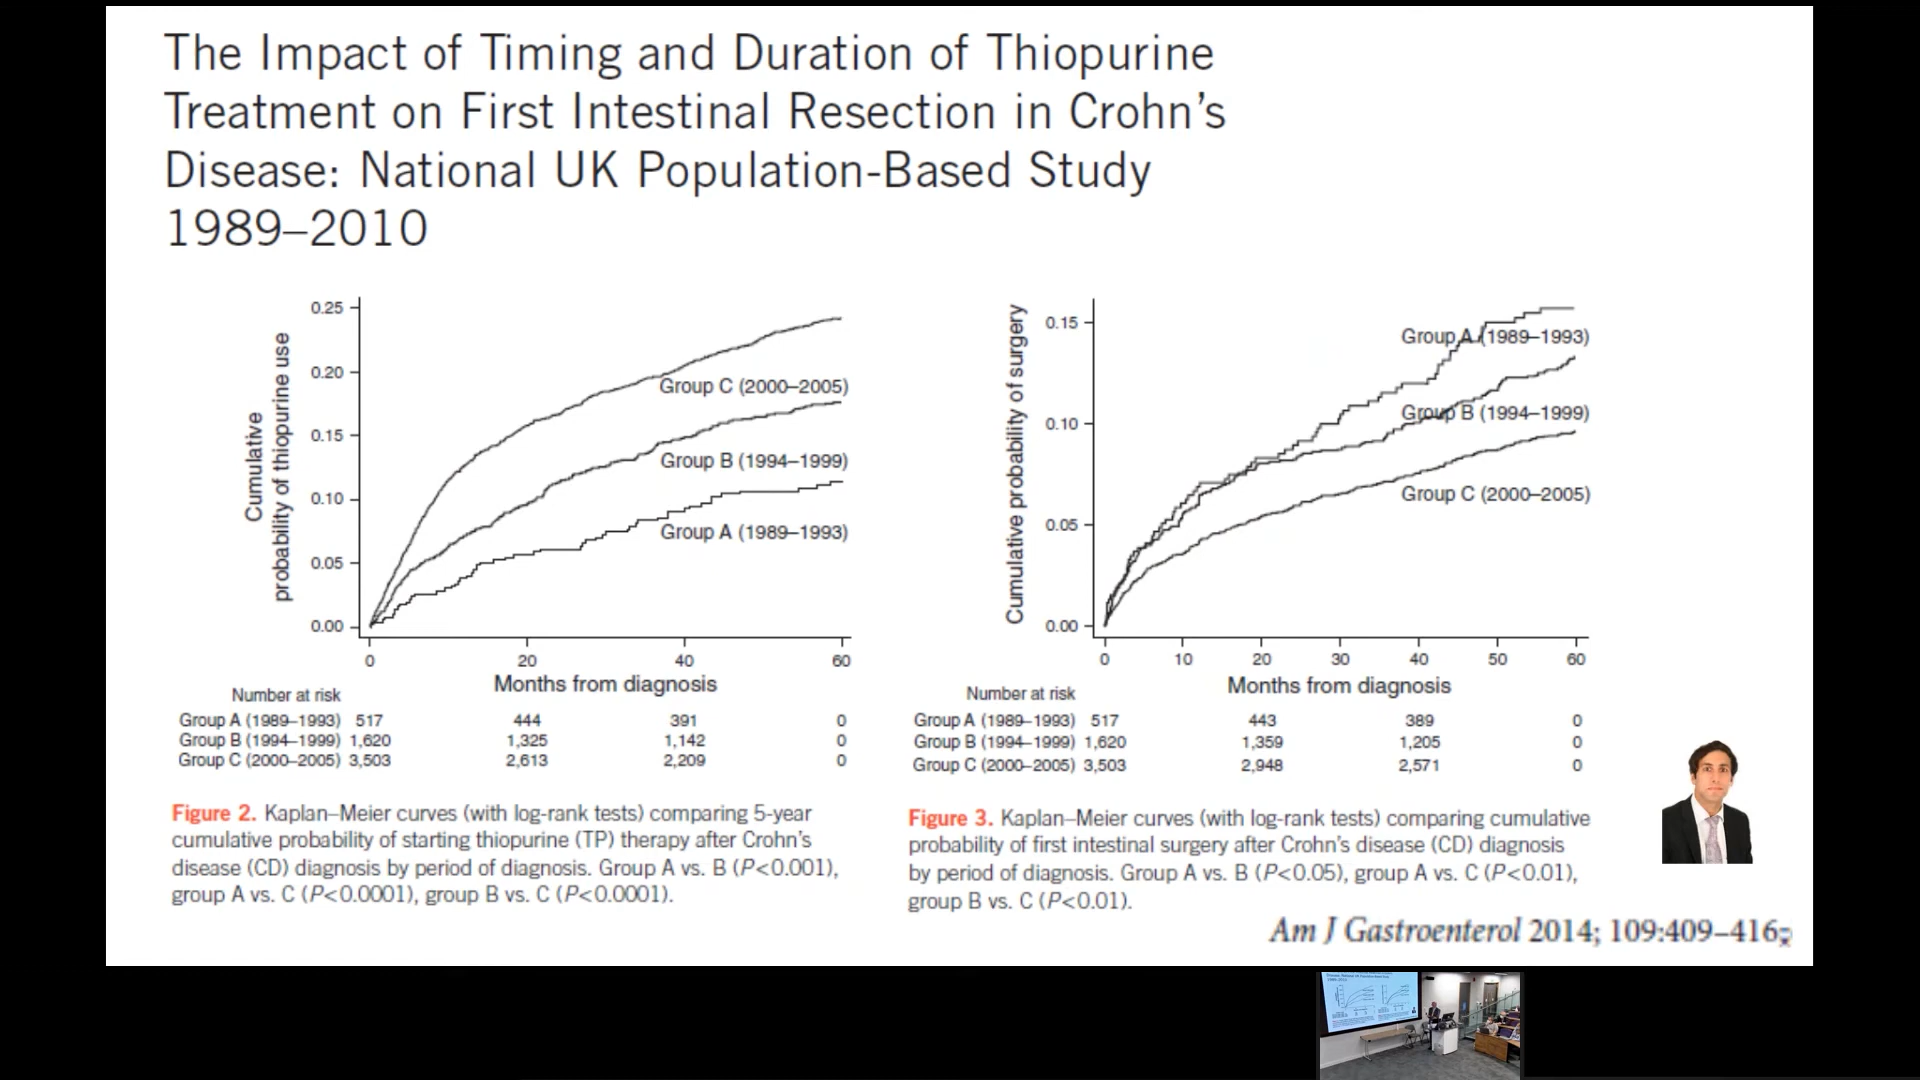 The Impact of Timing and Duration of Thiopurine
Treatment on First Intestinal Resection in Crohn's
Disease: National UK Population-Based Study
1989–2010
Cumulative
probability of thiopurine use
0.25
0.20
0.15
0.10
0.05
0.00
Group C (2000–2005)
Group B (1994–1999)
Group A (1989–1993)
0 20 40 60
Months from diagnosis
Number at risk
Group A (1989–1993) 517 444 391 0
Group B (1994–1999) 1,620 1,325 1,142 0
Group C (2000–2005) 3,503 2,613 2,209 0
Figure 2. Kaplan–Meier curves (with log-rank tests) comparing 5-year
cumulative probability of starting thiopurine (TP) therapy after Crohn's
disease (CD) diagnosis by period of diagnosis. Group A vs. B (P<0.001),
group A vs. C (P<0.0001), group B vs. C (P<0.0001).
Cumulative probability of surgery
0.15
0.10
0.05
0.00
Group A (1989–1993)
Group B (1994–1999)
Group C (2000–2005)
0 10 20 30 40 50 60
Months from diagnosis
Number at risk
Group A (1989–1993) 517 443 389 0
Group B (1994–1999) 1,620 1,359 1,205 0
Group C (2000–2005) 3,503 2,948 2,571 0
Figure 3. Kaplan–Meier curves (with log-rank tests) comparing cumulative
probability of first intestinal surgery after Crohn's disease (CD) diagnosis
by period of diagnosis. Group A vs. B (P<0.05), group A vs. C (P<0.01),
group B vs. C (P<0.01).
Am J Gastroenterol 2014; 109:409–416;